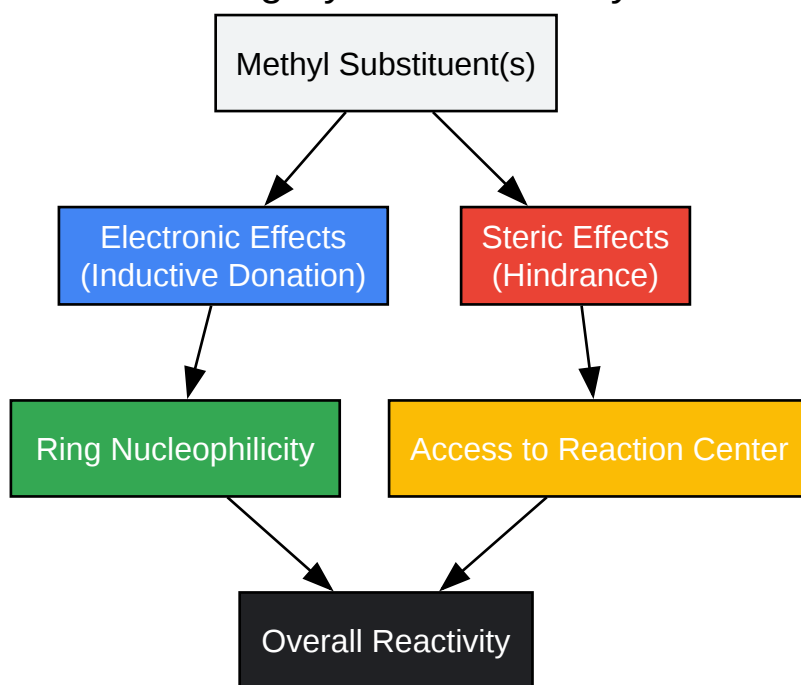 Methyl Substituent(s)
Electronic Effects
(Inductive Donation)
Steric Effects
(Hindrance)
Ring Nucleophilicity
Access to Reaction Center
Overall Reactivity